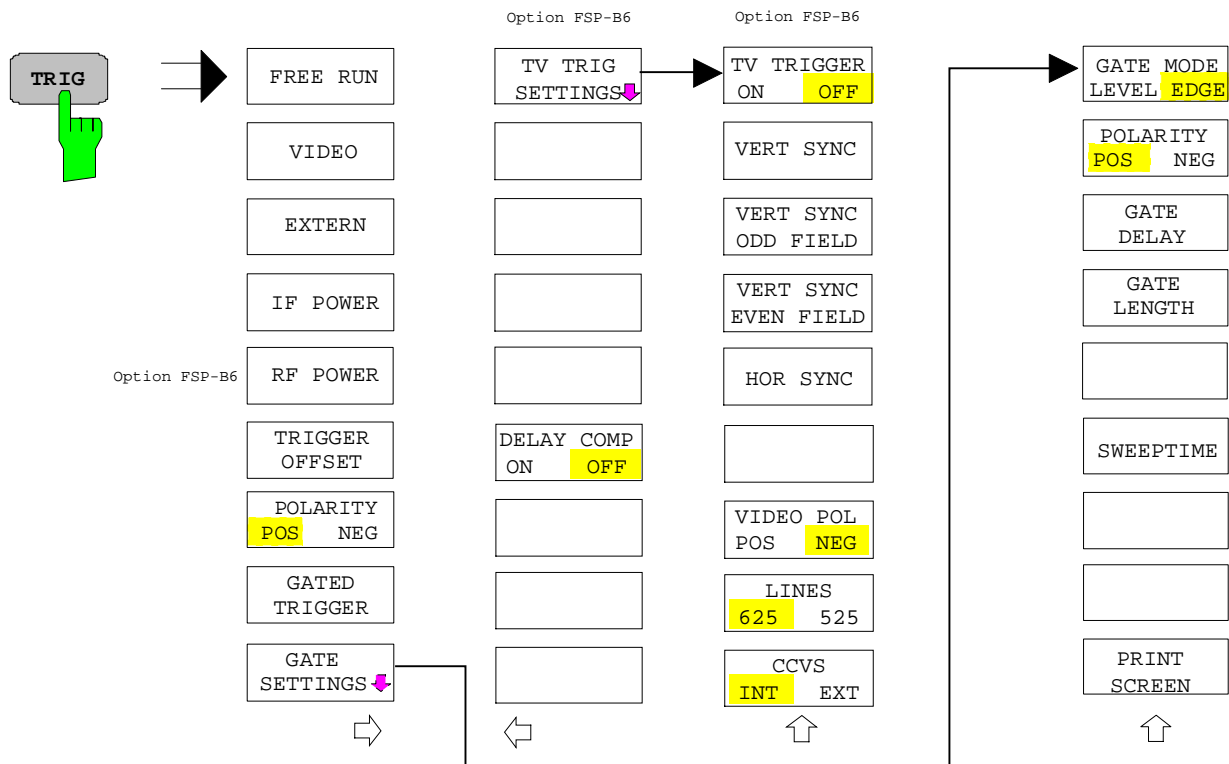 Option FSP-B6
Option FSP-B6
TRIG
FREE RUN
VIDEO
EXTERN
IF POWER
Option FSP-B6
RF POWER
TRIGGER
OFFSET
POLARITY
POS NEG
GATED
TRIGGER
GATE
SETTINGS
TV TRIG
SETTINGS
DELAY COMP
ON OFF
TV TRIGGER
ON OFF
VERT SYNC
VERT SYNC
ODD FIELD
VERT SYNC
EVEN FIELD
HOR SYNC
VIDEO POL
POS NEG
LINES
625 525
CCVS
INT EXT
GATE MODE
LEVEL EDGE
POLARITY
POS NEG
GATE
DELAY
GATE
LENGTH
SWEEPTIME
PRINT
SCREEN